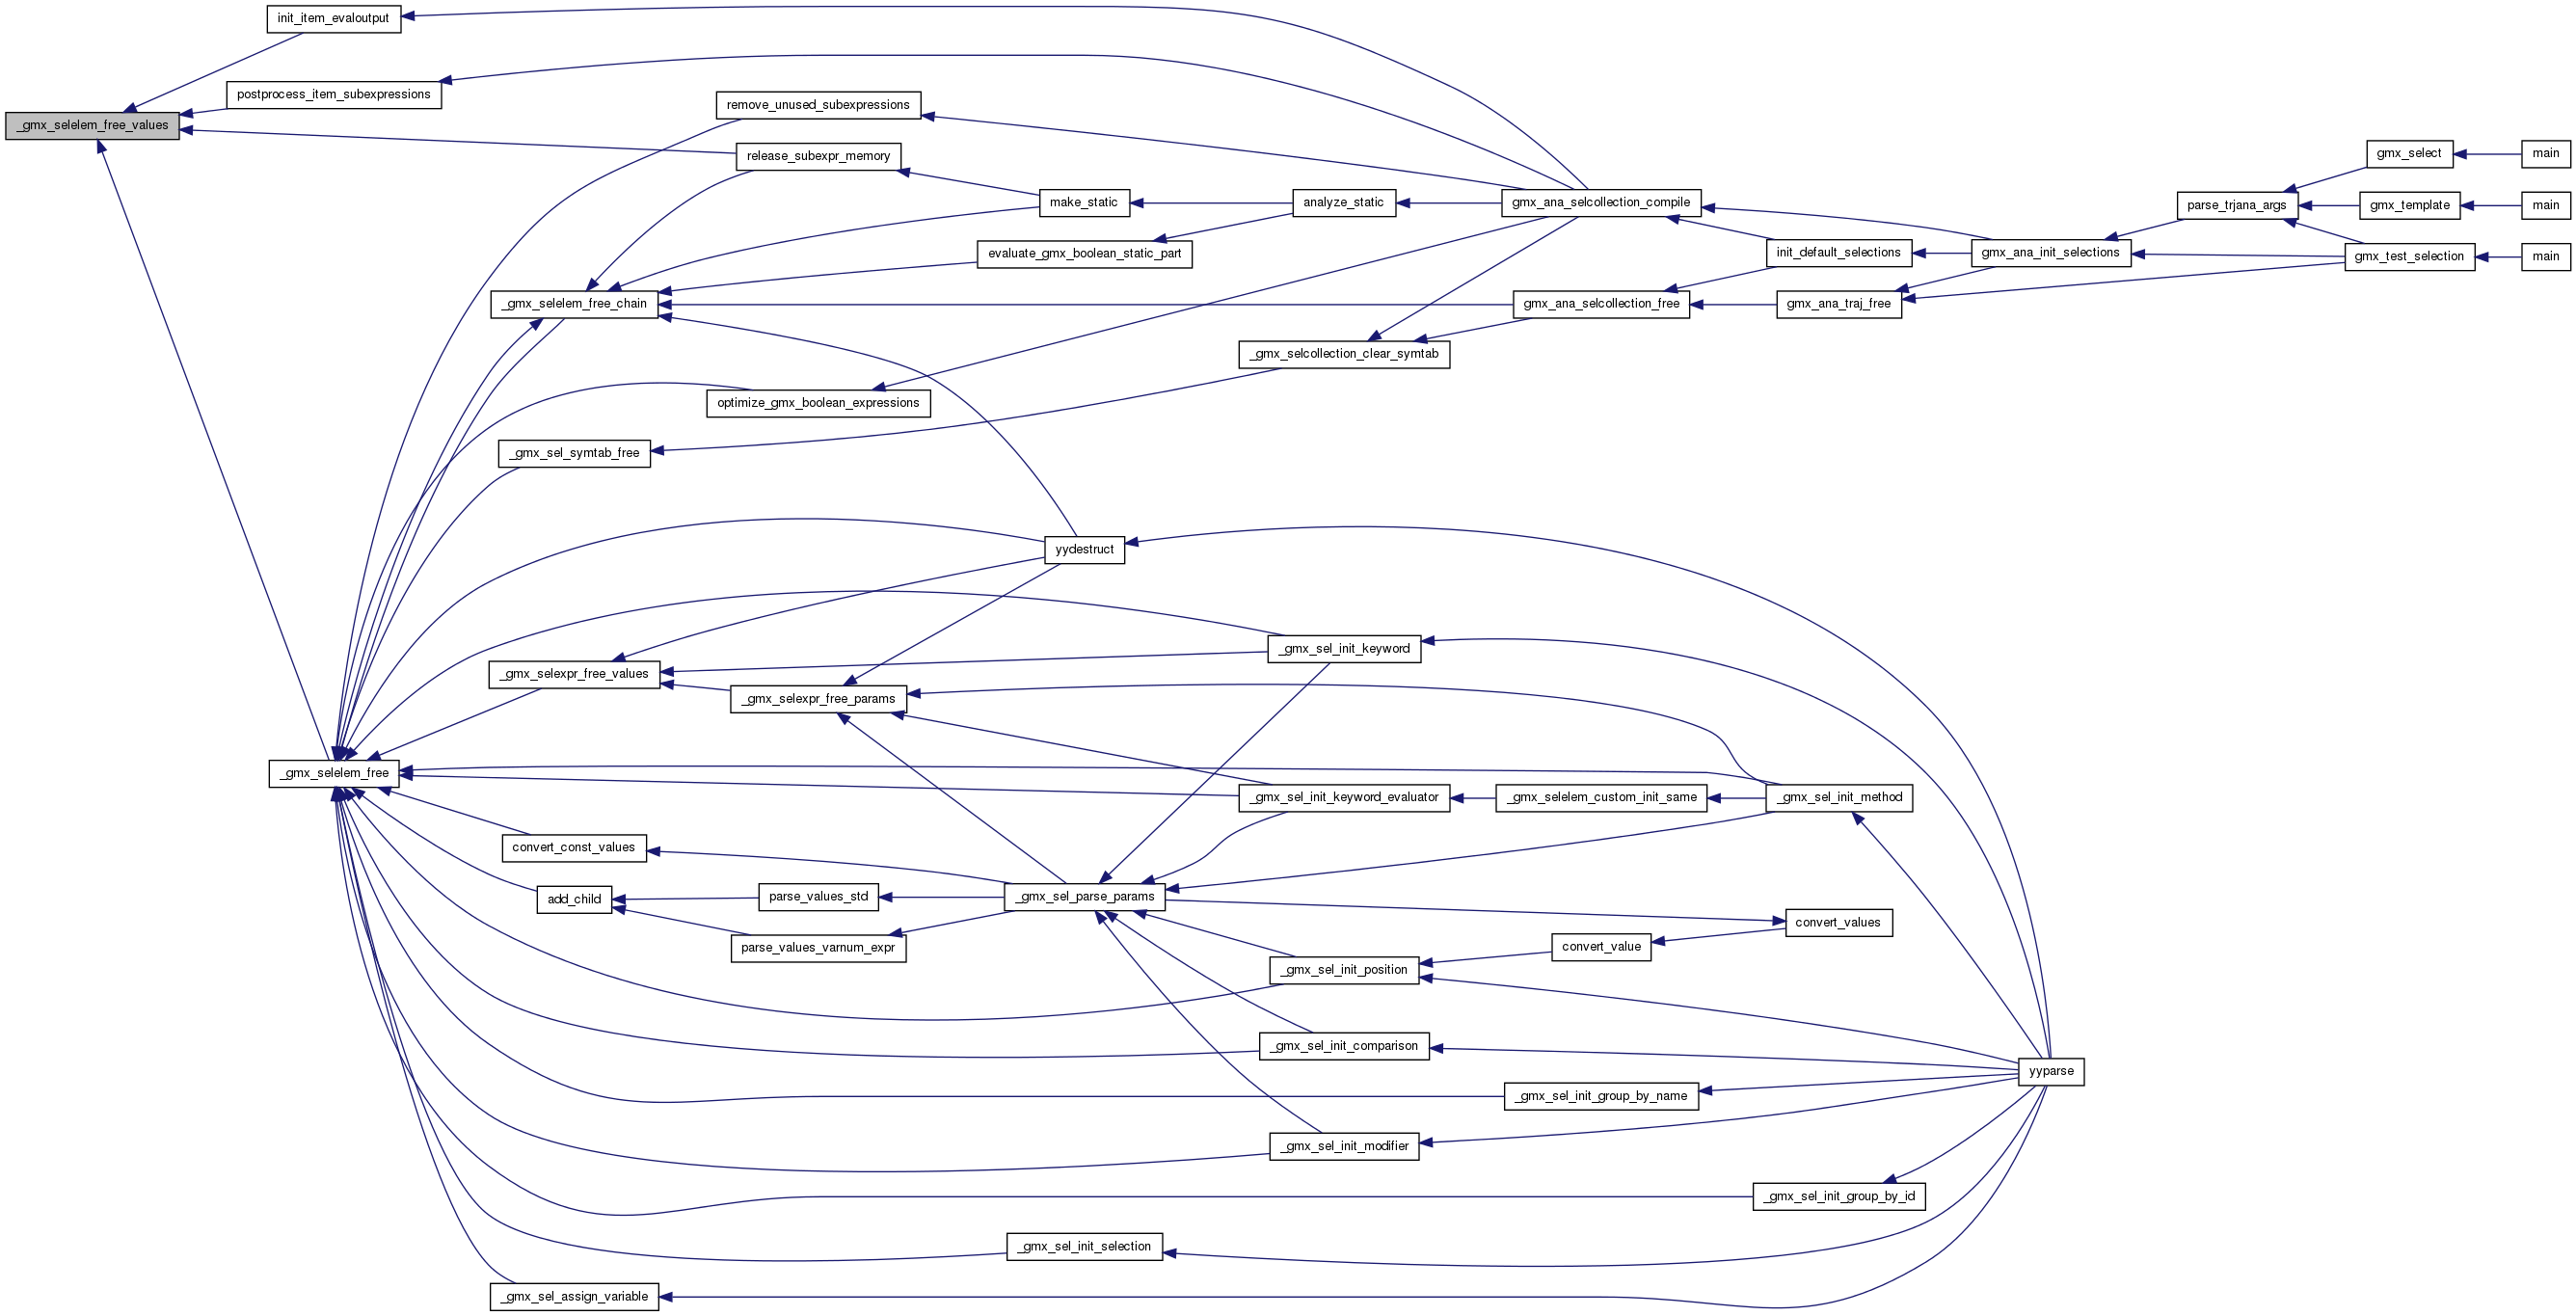 init_item_evaloutput
postprocess_item_subexpressions
remove_unused_subexpressions
_gmx_selelem_free_values
release_subexpr_memory
gmx_select
main
make_static
analyze_static
gmx_ana_selcollection_compile
parse_trjana_args
gmx_template
main
evaluate_gmx_boolean_static_part
init_default_selections
gmx_ana_init_selections
gmx_test_selection
main
_gmx_selelem_free_chain
gmx_ana_selcollection_free
gmx_ana_traj_free
_gmx_selcollection_clear_symtab
optimize_gmx_boolean_expressions
_gmx_sel_symtab_free
yydestruct
_gmx_sel_init_keyword
_gmx_selexpr_free_values
_gmx_selexpr_free_params
_gmx_selelem_free
_gmx_sel_init_keyword_evaluator
_gmx_selelem_custom_init_same
_gmx_sel_init_method
convert_const_values
add_child
parse_values_std
_gmx_sel_parse_params
convert_values
parse_values_varnum_expr
convert_value
_gmx_sel_init_position
_gmx_sel_init_comparison
yyparse
_gmx_sel_init_group_by_name
_gmx_sel_init_modifier
_gmx_sel_init_group_by_id
_gmx_sel_init_selection
_gmx_sel_assign_variable